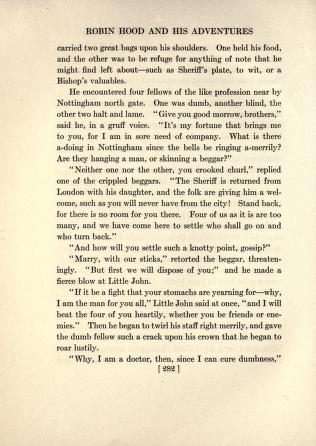 ROBIN HOOD AND HIS ADVENTURES
carried two great bags upon his shoulders. One held his food,
and the other was to be refuge for anything of note that he
might find left about—such as Sheriff's plate, to wit, or a
Bishop's valuables.
He encountered four fellows of the like profession near by
Nottingham north gate. One was dumb, another blind, the
other two halt and lame. "Give you good morrow, brothers,"
said he, in a gruff voice. "It's my fortune that brings me
to you, for I am in sore need of company. What is there
a-doing in Nottingham since the bells be ringing a-merrily?
Are they hanging a man, or skinning a beggar?"
"Neither one nor the other, you crooked churl," replied
one of the crippled beggars. "The Sheriff is returned from
London with his daughter, and the folk are giving him a wel-
come, such as you will never have from the city! Stand back,
for there is no room for you there. Four of us as it is are too
many, and we have come here to settle who shall go on and
who turn back."
"And how will you settle such a knotty point, gossip?"
"Marry, with our sticks," retorted the beggar, threaten-
ingly. "But first we will dispose of you;" and he made a
fierce blow at Little John.
"If it be a fight that your stomachs are yearning for—why,
I am the man for you all," Little John said at once, "and I will
beat the four of you heartily, whether you be friends or ene-
mies." Then he began to twirl his staff right merrily, and gave
the dumb fellow such a crack upon his crown that he began to
roar lustily.
"Why, I am a doctor, then, since I can cure dumbness,"
[ 282 ]